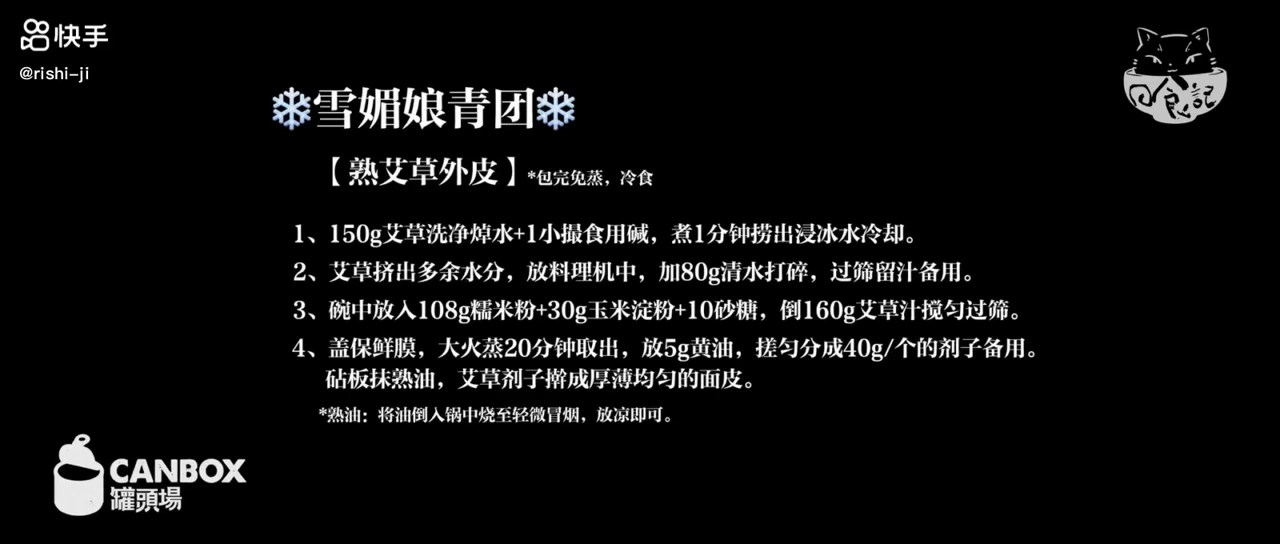 快手
@rishi-ji
日食記
❄雪媚娘青团❄
【熟艾草外皮】*包完免蒸，冷食
1、150g艾草洗净焯水+1小撮食用碱，煮1分钟捞出浸冰水冷却。
2、艾草挤出多余水分，放料理机中，加80g清水打碎，过筛留汁备用。
3、碗中放入108g糯米粉+30g玉米淀粉+10砂糖，倒160g艾草汁搅匀过筛。
4、盖保鲜膜，大火蒸20分钟取出，放5g黄油，搓匀分成40g/个的剂子备用。
砧板抹熟油，艾草剂子擀成厚薄均匀的面皮。
*熟油：将油倒入锅中烧至轻微冒烟，放凉即可。
CANBOX
罐頭場